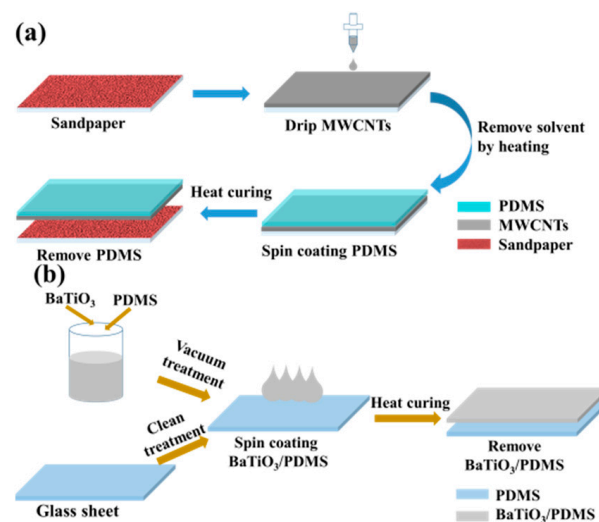 (a)
Sandpaper
Drip MWCNTs
Remove solvent
by heating
Heat curing
Remove PDMS
Spin coating PDMS
PDMS
MWCNTs
Sandpaper
(b)
BaTiO₃
PDMS
Vacuum
treatment
Clean
treatment
Glass sheet
Spin coating
BaTiO₃/PDMS
Heat curing
Remove
BaTiO₃/PDMS
PDMS
BaTiO₃/PDMS